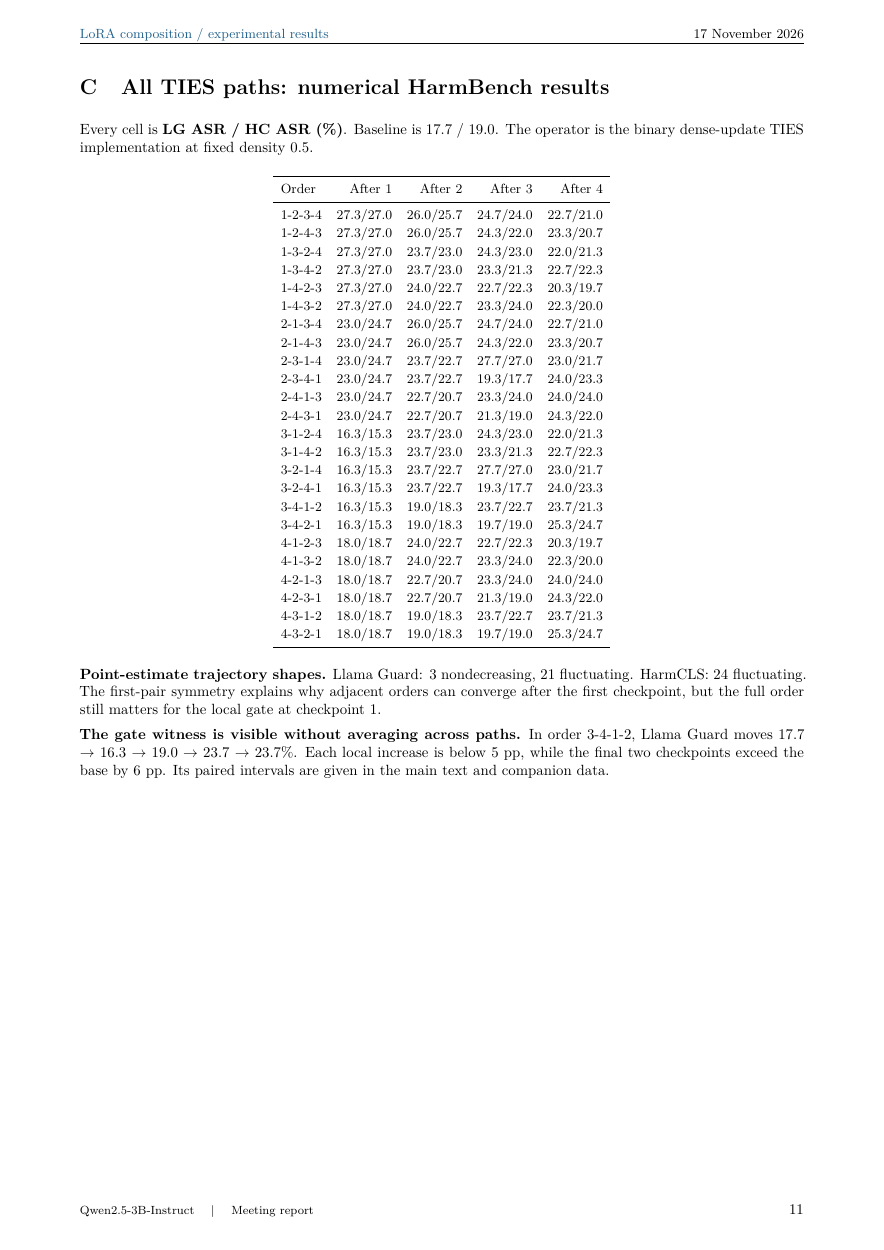 LoRA composition / experimental results 17 November 2026
C All TIES paths: numerical HarmBench results
Every cell is LG ASR / HC ASR (%). Baseline is 17.7 / 19.0. The operator is the binary dense-update TIES
implementation at fixed density 0.5.
Order After 1 After 2 After 3 After 4
1-2-3-4 27.3/27.0 26.0/25.7 24.7/24.0 22.7/21.0
1-2-4-3 27.3/27.0 26.0/25.7 24.3/22.0 23.3/20.7
1-3-2-4 27.3/27.0 23.7/23.0 24.3/23.0 22.0/21.3
1-3-4-2 27.3/27.0 23.7/23.0 23.3/21.3 22.7/22.3
1-4-2-3 27.3/27.0 24.0/22.7 22.7/22.3 20.3/19.7
1-4-3-2 27.3/27.0 24.0/22.7 23.3/24.0 22.3/20.0
2-1-3-4 23.0/24.7 26.0/25.7 24.7/24.0 22.7/21.0
2-1-4-3 23.0/24.7 26.0/25.7 24.3/22.0 23.3/20.7
2-3-1-4 23.0/24.7 23.7/22.7 27.7/27.0 23.0/21.7
2-3-4-1 23.0/24.7 23.7/22.7 19.3/17.7 24.0/23.3
2-4-1-3 23.0/24.7 22.7/20.7 23.3/24.0 24.0/24.0
2-4-3-1 23.0/24.7 22.7/20.7 21.3/19.0 24.3/22.0
3-1-2-4 16.3/15.3 23.7/23.0 24.3/23.0 22.0/21.3
3-1-4-2 16.3/15.3 23.7/23.0 23.3/21.3 22.7/22.3
3-2-1-4 16.3/15.3 23.7/22.7 27.7/27.0 23.0/21.7
3-2-4-1 16.3/15.3 23.7/22.7 19.3/17.7 24.0/23.3
3-4-1-2 16.3/15.3 19.0/18.3 23.7/22.7 23.7/21.3
3-4-2-1 16.3/15.3 19.0/18.3 19.7/19.0 25.3/24.7
4-1-2-3 18.0/18.7 24.0/22.7 22.7/22.3 20.3/19.7
4-1-3-2 18.0/18.7 24.0/22.7 23.3/24.0 22.3/20.0
4-2-1-3 18.0/18.7 22.7/20.7 23.3/24.0 24.0/24.0
4-2-3-1 18.0/18.7 22.7/20.7 21.3/19.0 24.3/22.0
4-3-1-2 18.0/18.7 19.0/18.3 23.7/22.7 23.7/21.3
4-3-2-1 18.0/18.7 19.0/18.3 19.7/19.0 25.3/24.7
Point-estimate trajectory shapes. Llama Guard: 3 nondecreasing, 21 fluctuating. HarmCLS: 24 fluctuating.
The first-pair symmetry explains why adjacent orders can converge after the first checkpoint, but the full order
still matters for the local gate at checkpoint 1.
The gate witness is visible without averaging across paths. In order 3-4-1-2, Llama Guard moves 17.7
→ 16.3 → 19.0 → 23.7 → 23.7%. Each local increase is below 5 pp, while the final two checkpoints exceed the
base by 6 pp. Its paired intervals are given in the main text and companion data.
Qwen2.5-3B-Instruct | Meeting report 11